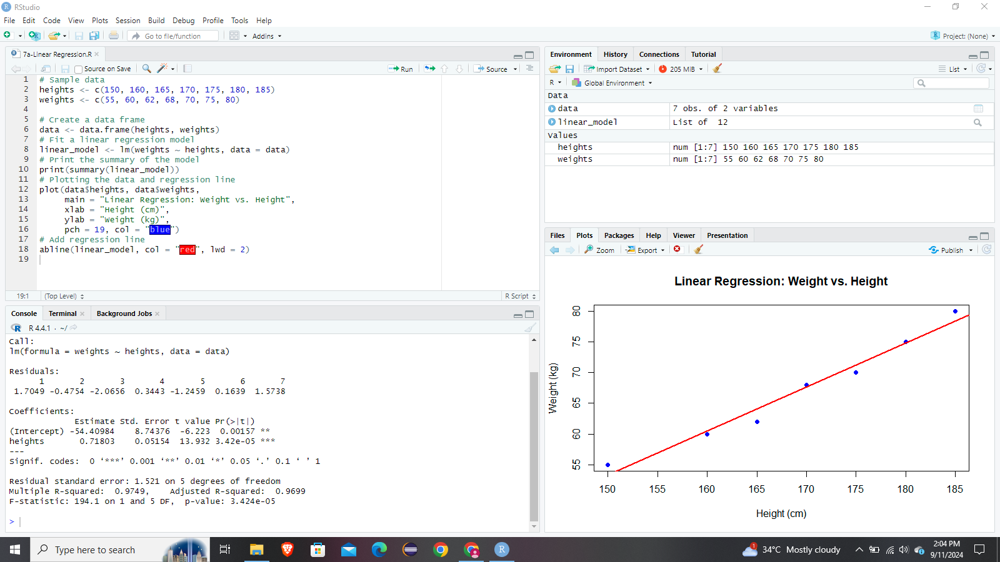 RStudio
File Edit Code View Plots Session Build Debug Profile Tools Help
Go to file/function Addins Project: (None)
7a-Linear Regression.R
Source on Save Run Source
1 # Sample data
2 heights <- c(150, 160, 165, 170, 175, 180, 185)
3 weights <- c(55, 60, 62, 68, 70, 75, 80)
4
5 # Create a data frame
6 data <- data.frame(heights, weights)
7 # Fit a linear regression model
8 linear_model <- lm(weights ~ heights, data = data)
9 # Print the summary of the model
10 print(summary(linear_model))
11 # Plotting the data and regression line
12 plot(data$heights, data$weights,
13      main = "Linear Regression: Weight vs. Height",
14      xlab = "Height (cm)",
15      ylab = "Weight (kg)",
16      pch = 19, col = "blue")
17 # Add regression line
18 abline(linear_model, col = "red", lwd = 2)
19
19:1 (Top Level) R Script
Console Terminal Background Jobs
R 4.4.1 · ~/
Call:
lm(formula = weights ~ heights, data = data)
Residuals:
1 2 3 4 5 6 7
1.7049 -0.4754 -2.0656 0.3443 -1.2459 0.1639 1.5738
Coefficients:
Estimate Std. Error t value Pr(>|t|)
(Intercept) -54.40984 8.74376 -6.223 0.00157 **
heights 0.71803 0.05154 13.932 3.42e-05 ***
---
Signif. codes: 0 ‘***’ 0.001 ‘**’ 0.01 ‘*’ 0.05 ‘.’ 0.1 ‘ ’ 1
Residual standard error: 1.521 on 5 degrees of freedom
Multiple R-squared: 0.9749, Adjusted R-squared: 0.9699
F-statistic: 194.1 on 1 and 5 DF, p-value: 3.424e-05
>
Environment History Connections Tutorial
Import Dataset 205 MiB List
R Global Environment
Data
data 7 obs. of 2 variables
linear_model List of 12
Values
heights num [1:7] 150 160 165 170 175 180 185
weights num [1:7] 55 60 62 68 70 75 80
Files Plots Packages Help Viewer Presentation
Zoom Export Publish
Linear Regression: Weight vs. Height
80
75
70
65
60
55
Weight (kg)
150 155 160 165 170 175 180 185
Height (cm)
Type here to search
1 34°C Mostly cloudy
2:04 PM
9/11/2024